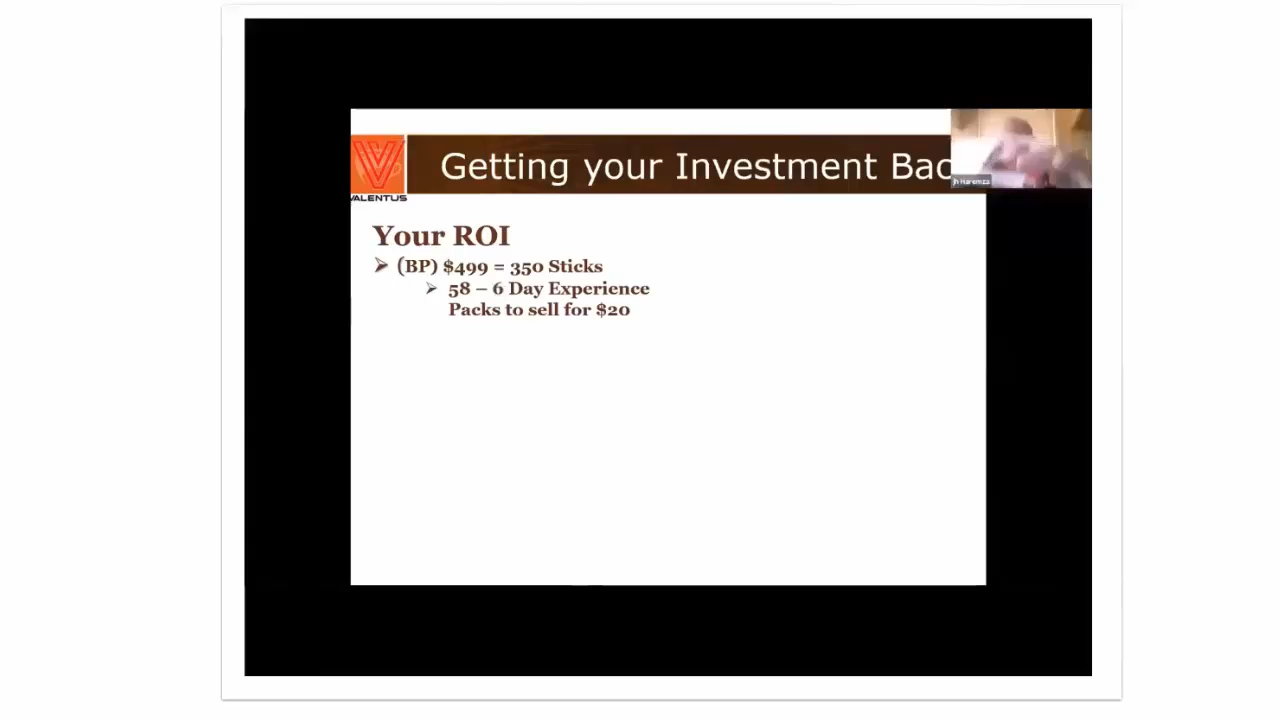 Getting your Investment Bac
VALENTUS
Your ROI
(BP) $499 = 350 Sticks
58 – 6 Day Experience
Packs to sell for $20